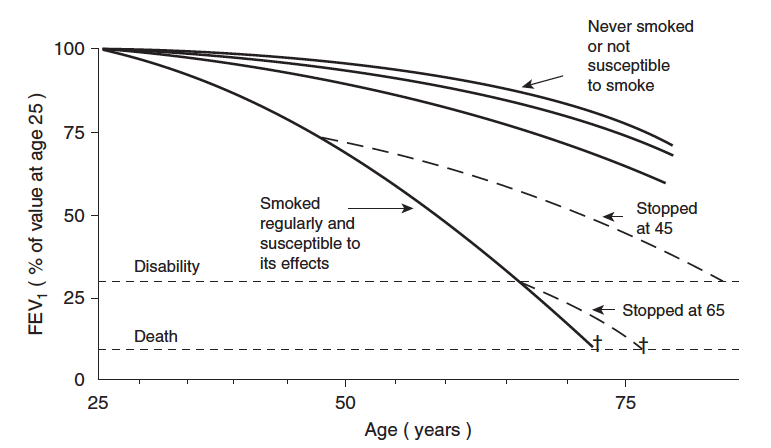 Never smoked
or not
susceptible
to smoke
100
75
50
25
0
FEV₁ ( % of value at age 25 )
Smoked
regularly and
susceptible to
its effects
Stopped
at 45
Disability
Stopped at 65
Death
†
†
25
50
75
Age ( years )